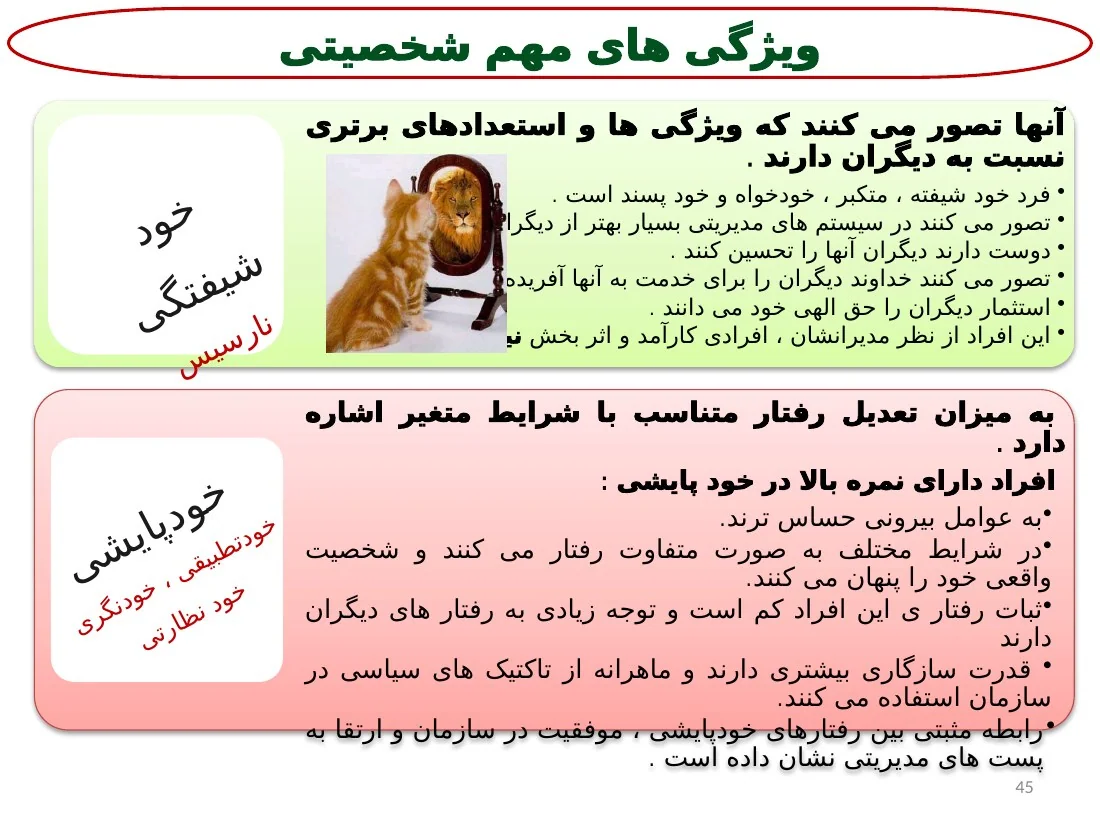 ویژگی های مهم شخصیتی
آنها تصور می کنند که ویژگی ها و استعدادهای برتری
نسبت به دیگران دارند .
• فرد خود شیفته ، متکبر ، خودخواه و خود پسند است .
• تصور می کنند در سیستم های مدیریتی بسیار بهتر از
• دوست دارند دیگران آنها را تحسین کنند .
• تصور می کنند خداوند دیگران را برای خدمت به آنها آفریده
• استثمار دیگران را حق الهی خود می دانند .
• این افراد از نظر مدیرانشان ، افرادی کارآمد و اثر بخش
خود
شیفتگی
نارسیس
به میزان تعدیل رفتار متناسب با شرایط متغیر اشاره
دارد .
افراد دارای نمره بالا در خود پایشی :
•به عوامل بیرونی حساس ترند.
•در شرایط مختلف به صورت متفاوت رفتار می کنند و شخصیت
واقعی خود را پنهان می کنند.
•ثبات رفتار ی این افراد کم است و توجه زیادی به رفتار های دیگران
دارند
• قدرت سازگاری بیشتری دارند و ماهرانه از تاکتیک های سیاسی در
سازمان استفاده می کنند.
•رابطه مثبتی بین رفتارهای خودپایشی ، موفقیت در سازمان و ارتقا به
پست های مدیریتی نشان داده است .
خودپایشی
خودتطبیقی ، خودنگری
خود نظارتی
45